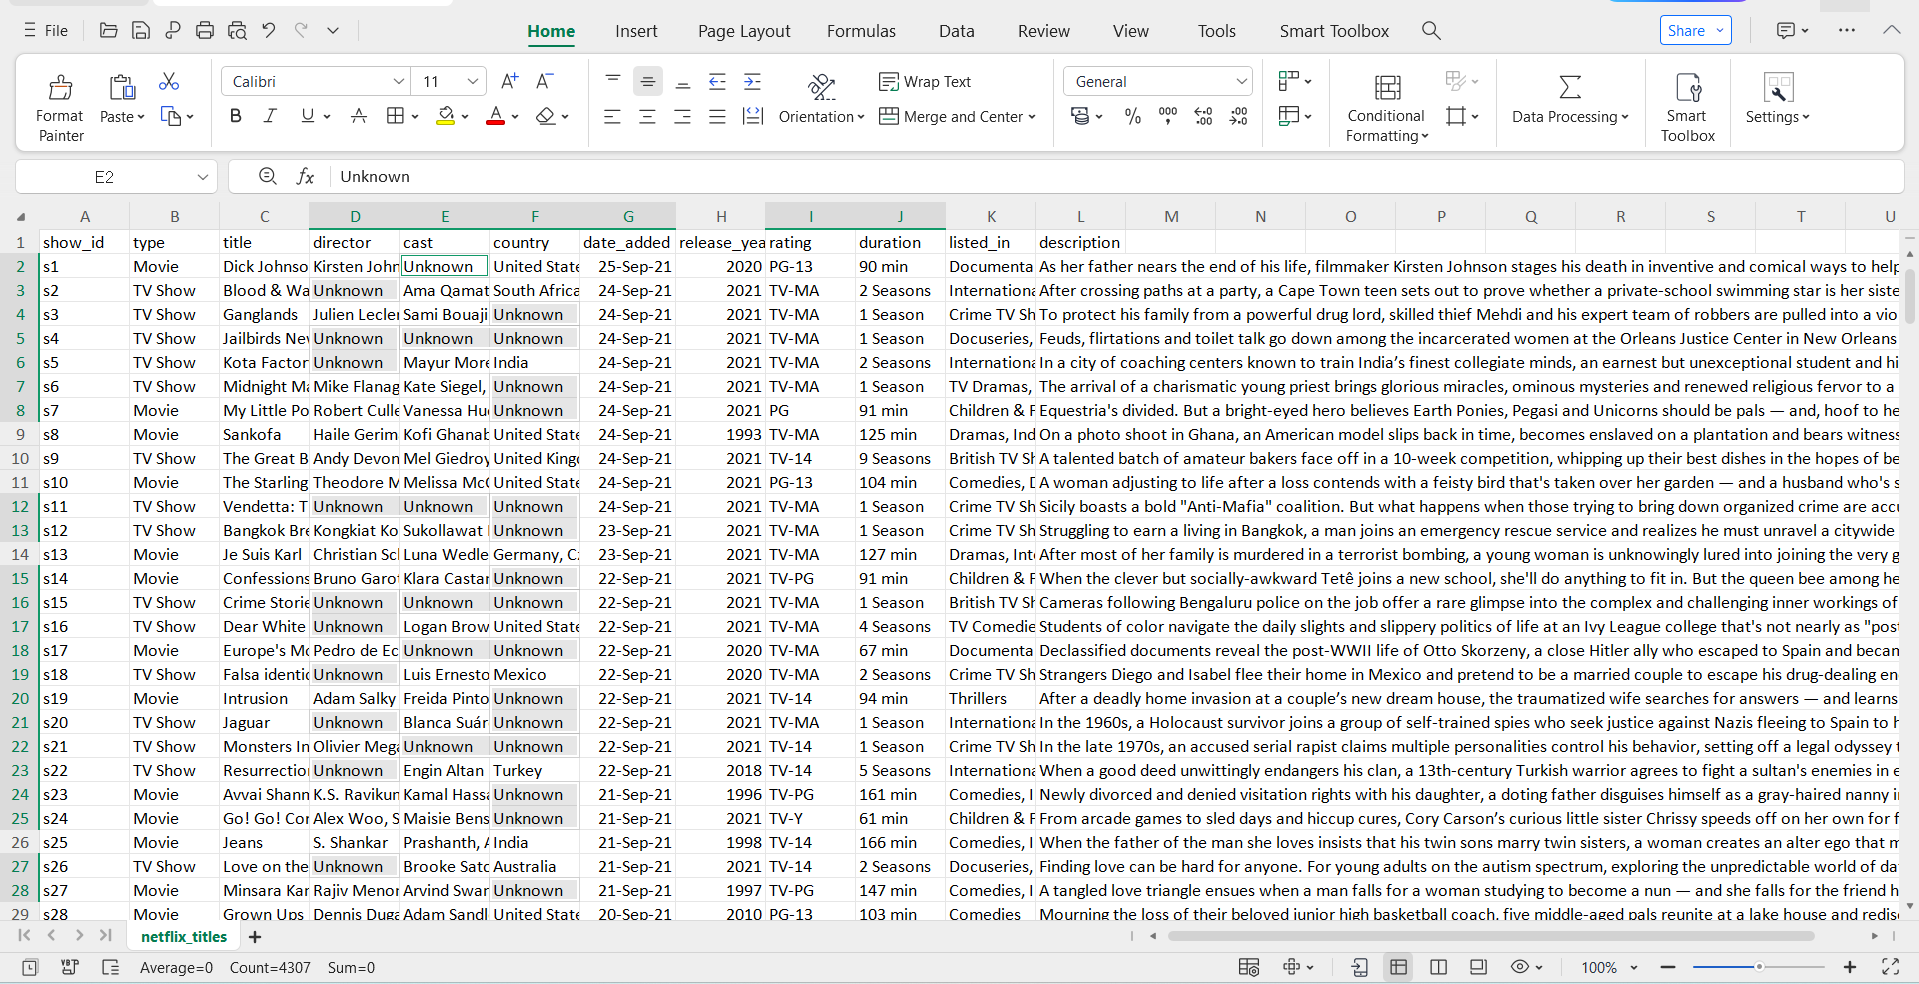 File Home Insert Page Layout Formulas Data Review View Tools Smart Toolbox Share
Calibri 11 A+ A- Wrap Text General
Format Painter Paste B I U A A Orientation Merge and Center % Conditional Formatting Data Processing Smart Toolbox Settings
E2 fx Unknown
A B C D E F G H I J K L M N O P Q R S T U
1 show_id type title director cast country date_added release_yea rating duration listed_in description
2 s1 Movie Dick Johnso Kirsten John Unknown United State 25-Sep-21 2020 PG-13 90 min Documenta As her father nears the end of his life, filmmaker Kirsten Johnson stages his death in inventive and comical ways to help
3 s2 TV Show Blood & Wa Unknown Ama Qamat South Africa 24-Sep-21 2021 TV-MA 2 Seasons Internationa After crossing paths at a party, a Cape Town teen sets out to prove whether a private-school swimming star is her siste
4 s3 TV Show Ganglands Julien Lecler Sami Bouaji Unknown 24-Sep-21 2021 TV-MA 1 Season Crime TV Sh To protect his family from a powerful drug lord, skilled thief Mehdi and his expert team of robbers are pulled into a vio
5 s4 TV Show Jailbirds Nev Unknown Unknown Unknown 24-Sep-21 2021 TV-MA 1 Season Docuseries, Feuds, flirtations and toilet talk go down among the incarcerated women at the Orleans Justice Center in New Orleans
6 s5 TV Show Kota Factor Unknown Mayur More India 24-Sep-21 2021 TV-MA 2 Seasons Internationa In a city of coaching centers known to train India’s finest collegiate minds, an earnest but unexceptional student and hi
7 s6 TV Show Midnight Ma Mike Flanag Kate Siegel, Unknown 24-Sep-21 2021 TV-MA 1 Season TV Dramas, The arrival of a charismatic young priest brings glorious miracles, ominous mysteries and renewed religious fervor to a
8 s7 Movie My Little Po Robert Culle Vanessa Hu Unknown 24-Sep-21 2021 PG 91 min Children & F Equestria's divided. But a bright-eyed hero believes Earth Ponies, Pegasi and Unicorns should be pals — and, hoof to he
9 s8 Movie Sankofa Haile Gerim Kofi Ghanab United State 24-Sep-21 1993 TV-MA 125 min Dramas, Ind On a photo shoot in Ghana, an American model slips back in time, becomes enslaved on a plantation and bears witness
10 s9 TV Show The Great B Andy Devon Mel Giedroy United Kingd 24-Sep-21 2021 TV-14 9 Seasons British TV Sh A talented batch of amateur bakers face off in a 10-week competition, whipping up their best dishes in the hopes of be
11 s10 Movie The Starling Theodore M Melissa McC United State 24-Sep-21 2021 PG-13 104 min Comedies, D A woman adjusting to life after a loss contends with a feisty bird that's taken over her garden — and a husband who's s
12 s11 TV Show Vendetta: T Unknown Unknown Unknown 24-Sep-21 2021 TV-MA 1 Season Crime TV Sh Sicily boasts a bold "Anti-Mafia" coalition. But what happens when those trying to bring down organized crime are accu
13 s12 TV Show Bangkok Bre Kongkiat Ko Sukollawat Unknown 23-Sep-21 2021 TV-MA 1 Season Crime TV Sh Struggling to earn a living in Bangkok, a man joins an emergency rescue service and realizes he must unravel a citywide
14 s13 Movie Je Suis Karl Christian Scl Luna Wedle Germany, Cz 23-Sep-21 2021 TV-MA 127 min Dramas, Inte After most of her family is murdered in a terrorist bombing, a young woman is unknowingly lured into joining the very g
15 s14 Movie Confessions Bruno Garot Klara Castar Unknown 22-Sep-21 2021 TV-PG 91 min Children & F When the clever but socially-awkward Tetê joins a new school, she'll do anything to fit in. But the queen bee among he
16 s15 TV Show Crime Storie Unknown Unknown Unknown 22-Sep-21 2021 TV-MA 1 Season British TV Sh Cameras following Bengaluru police on the job offer a rare glimpse into the complex and challenging inner workings of
17 s16 TV Show Dear White Unknown Logan Brow United State 22-Sep-21 2021 TV-MA 4 Seasons TV Comedie Students of color navigate the daily slights and slippery politics of life at an Ivy League college that's not nearly as "post
18 s17 Movie Europe's Mo Pedro de Ec Unknown Unknown 22-Sep-21 2020 TV-MA 67 min Documenta Declassified documents reveal the post-WWII life of Otto Skorzeny, a close Hitler ally who escaped to Spain and becam
19 s18 TV Show Falsa identic Unknown Luis Ernesto Mexico 22-Sep-21 2020 TV-MA 2 Seasons Crime TV Sh Strangers Diego and Isabel flee their home in Mexico and pretend to be a married couple to escape his drug-dealing en
20 s19 Movie Intrusion Adam Salky Freida Pinto Unknown 22-Sep-21 2021 TV-14 94 min Thrillers After a deadly home invasion at a couple’s new dream house, the traumatized wife searches for answers — and learns
21 s20 TV Show Jaguar Unknown Blanca Suár Unknown 22-Sep-21 2021 TV-MA 1 Season Internationa In the 1960s, a Holocaust survivor joins a group of self-trained spies who seek justice against Nazis fleeing to Spain to h
22 s21 TV Show Monsters In Olivier Mega Unknown Unknown 22-Sep-21 2021 TV-14 1 Season Crime TV Sh In the late 1970s, an accused serial rapist claims multiple personalities control his behavior, setting off a legal odyssey t
23 s22 TV Show Resurrection Unknown Engin Altan Turkey 22-Sep-21 2018 TV-14 5 Seasons Internationa When a good deed unwittingly endangers his clan, a 13th-century Turkish warrior agrees to fight a sultan's enemies in e
24 s23 Movie Avvai Shann K.S. Ravikun Kamal Hassa Unknown 21-Sep-21 1996 TV-PG 161 min Comedies, I Newly divorced and denied visitation rights with his daughter, a doting father disguises himself as a gray-haired nanny i
25 s24 Movie Go! Go! Cor Alex Woo, S Maisie Bens Unknown 21-Sep-21 2021 TV-Y 61 min Children & F From arcade games to sled days and hiccup cures, Cory Carson’s curious little sister Chrissy speeds off on her own for f
26 s25 Movie Jeans S. Shankar Prashanth, A India 21-Sep-21 1998 TV-14 166 min Comedies, I When the father of the man she loves insists that his twin sons marry twin sisters, a woman creates an alter ego that m
27 s26 TV Show Love on the Unknown Brooke Satc Australia 21-Sep-21 2021 TV-14 2 Seasons Docuseries, Finding love can be hard for anyone. For young adults on the autism spectrum, exploring the unpredictable world of da
28 s27 Movie Minsara Kan Rajiv Menon Arvind Swar Unknown 21-Sep-21 1997 TV-PG 147 min Comedies, I A tangled love triangle ensues when a man falls for a woman studying to become a nun — and she falls for the friend h
29 s28 Movie Grown Ups Dennis Duga Adam Sandl United State 20-Sep-21 2010 PG-13 103 min Comedies Mourning the loss of their beloved junior high basketball coach, five middle-aged pals reunite at a lake house and redis
netflix_titles +
Average=0 Count=4307 Sum=0 100%